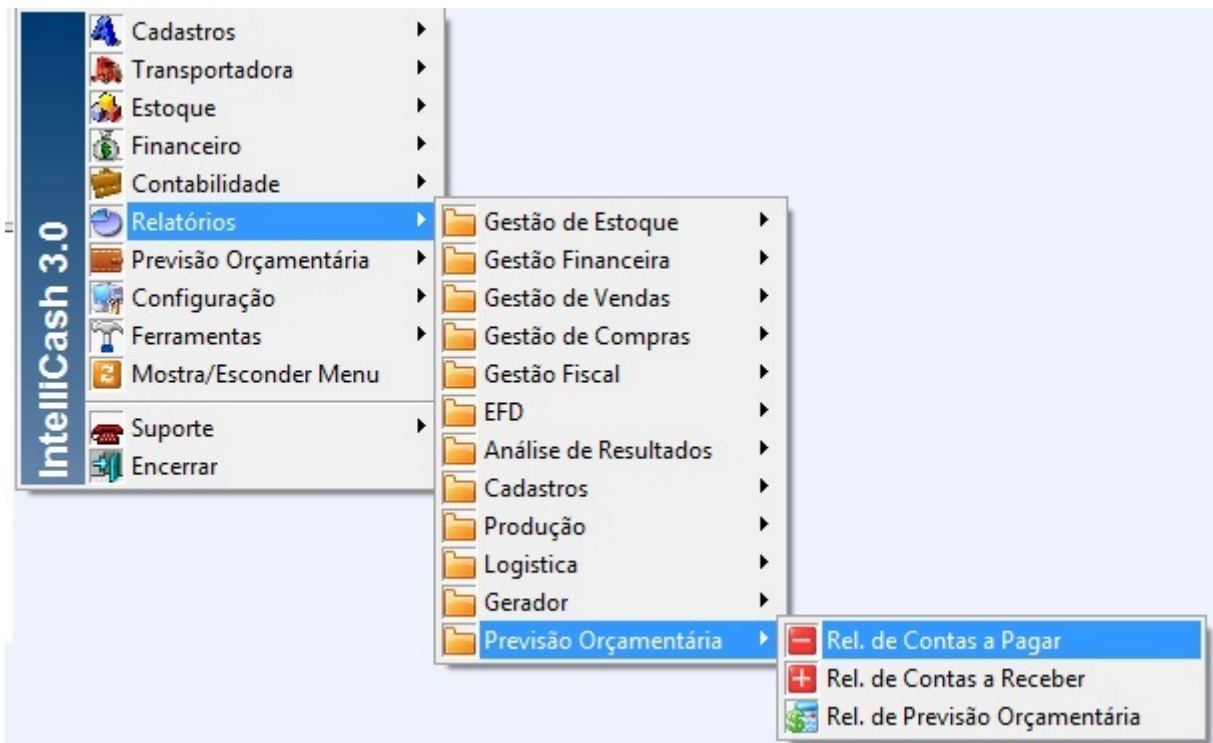 IntelliCash 3.0
Cadastros
Transportadora
Estoque
Financeiro
Contabilidade
Relatórios
Previsão Orçamentária
Configuração
Ferramentas
Mostra/Esconder Menu
Suporte
Encerrar
Gestão de Estoque
Gestão Financeira
Gestão de Vendas
Gestão de Compras
Gestão Fiscal
EFD
Análise de Resultados
Cadastros
Produção
Logistica
Gerador
Previsão Orçamentária
Rel. de Contas a Pagar
Rel. de Contas a Receber
Rel. de Previsão Orçamentária